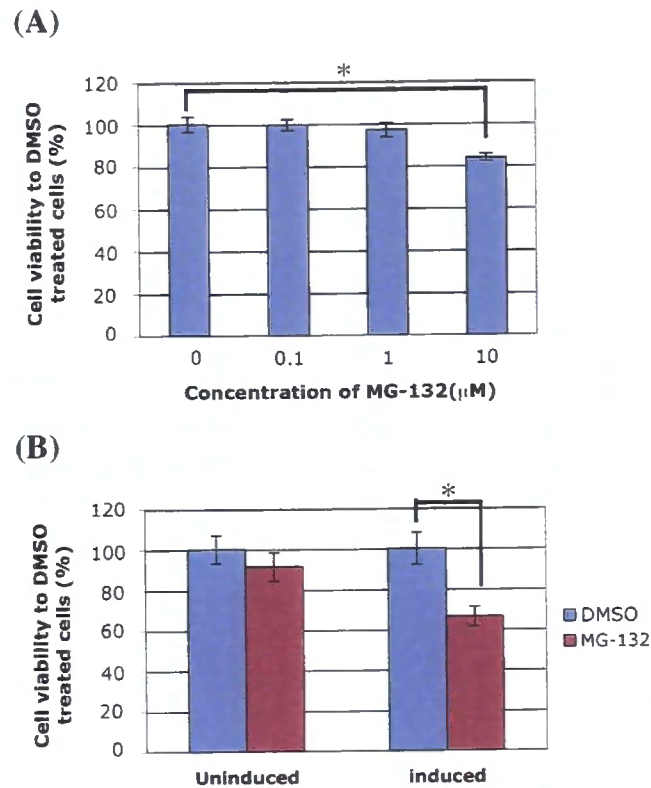 (A)
*
120
100
80
60
40
20
0
Cell viability to DMSO
treated cells (%)
0 0.1 1 10
Concentration of MG-132(μM)
(B)
*
120
100
80
60
40
20
0
Cell viability to DMSO
treated cells (%)
DMSO
MG-132
Uninduced induced